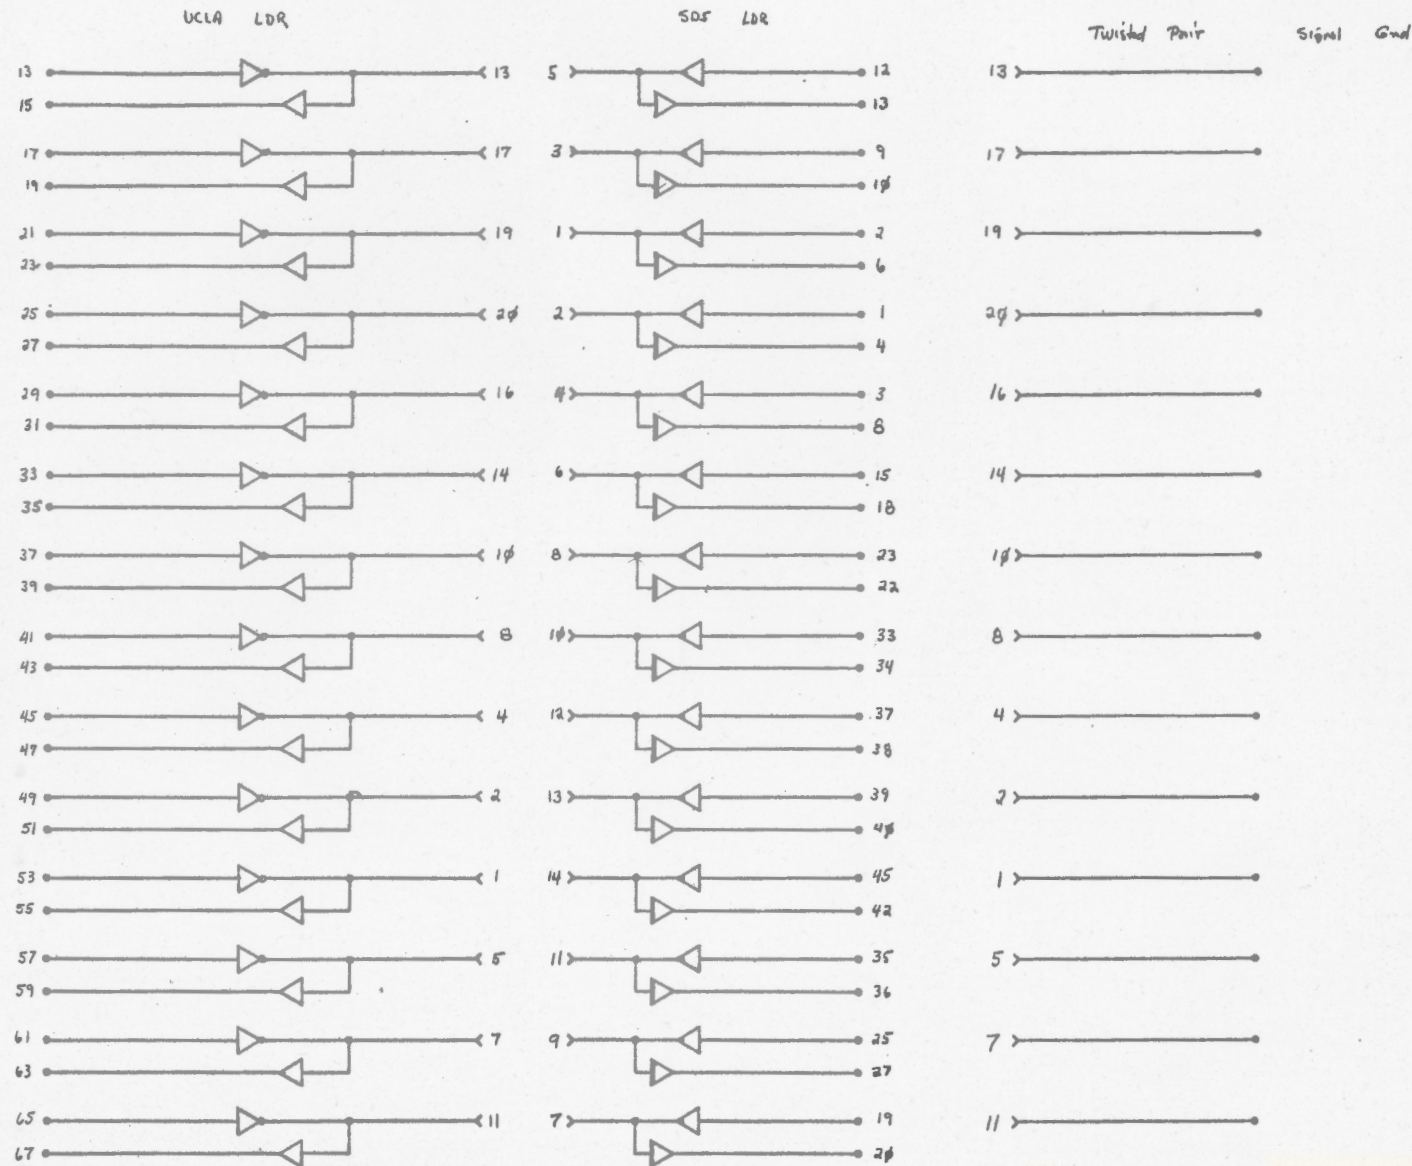 UCLA LDR SDS LDR
Twisted Pair Signal Gnd
13 13 5 12 13
15 13
17 17 3 9 17
19 1ø
21 19 1 2 19
23 6
25 2ø 2 1 2ø
27 4
29 16 4 3 16
31 8
33 14 6 15 14
35 18
37 1ø 8 23 1ø
39 22
41 8 1ø 33 8
43 34
45 4 12 37 4
47 38
49 2 13 39 2
51 4ø
53 1 14 45 1
55 42
57 5 11 35 5
59 36
61 7 9 25 7
63 27
65 11 7 19 11
67 2ø